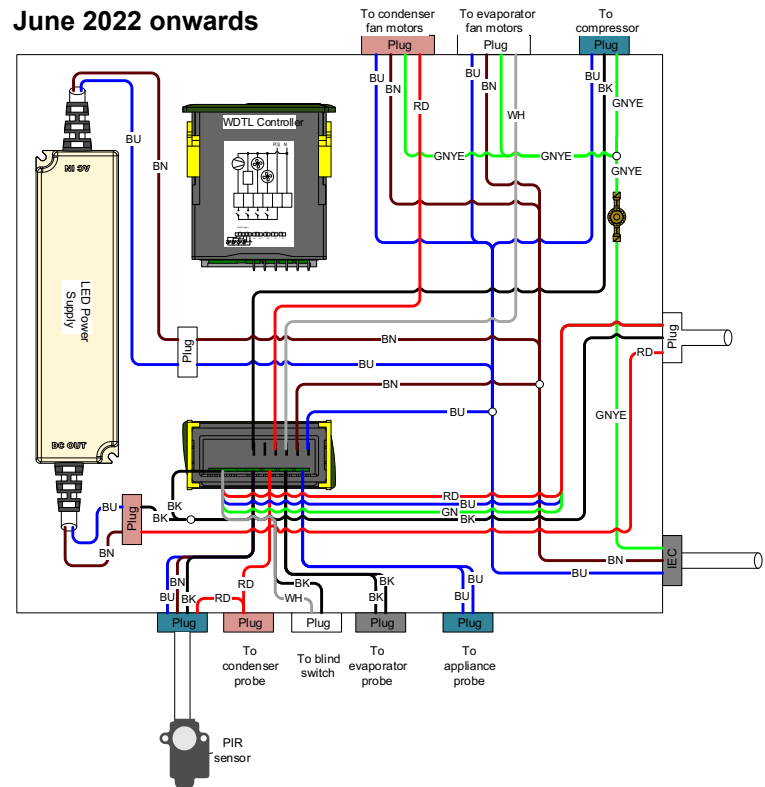 June 2022 onwards
To condenser
fan motors
To evaporator
fan motors
To
compressor
Plug
Plug
Plug
BU
BN
RD
BU
BN
WH
BU
BK
GNYE
GNYE
GNYE
GNYE
BU
BN
WDTL Controller
AC IN
LED Power
Supply
DC OUT
Plug
BN
BU
BN
BU
Plug
RD
GNYE
RD
BU
GN
BK
BU
BK
BK
Plug
BN
BN
BU
IEC
BU
BN
BK
RD
RD
WH
BK
BK
BK
BU
BU
Plug
Plug
Plug
Plug
Plug
To
condenser
probe
To blind
switch
To
evaporator
probe
To
appliance
probe
PIR
sensor